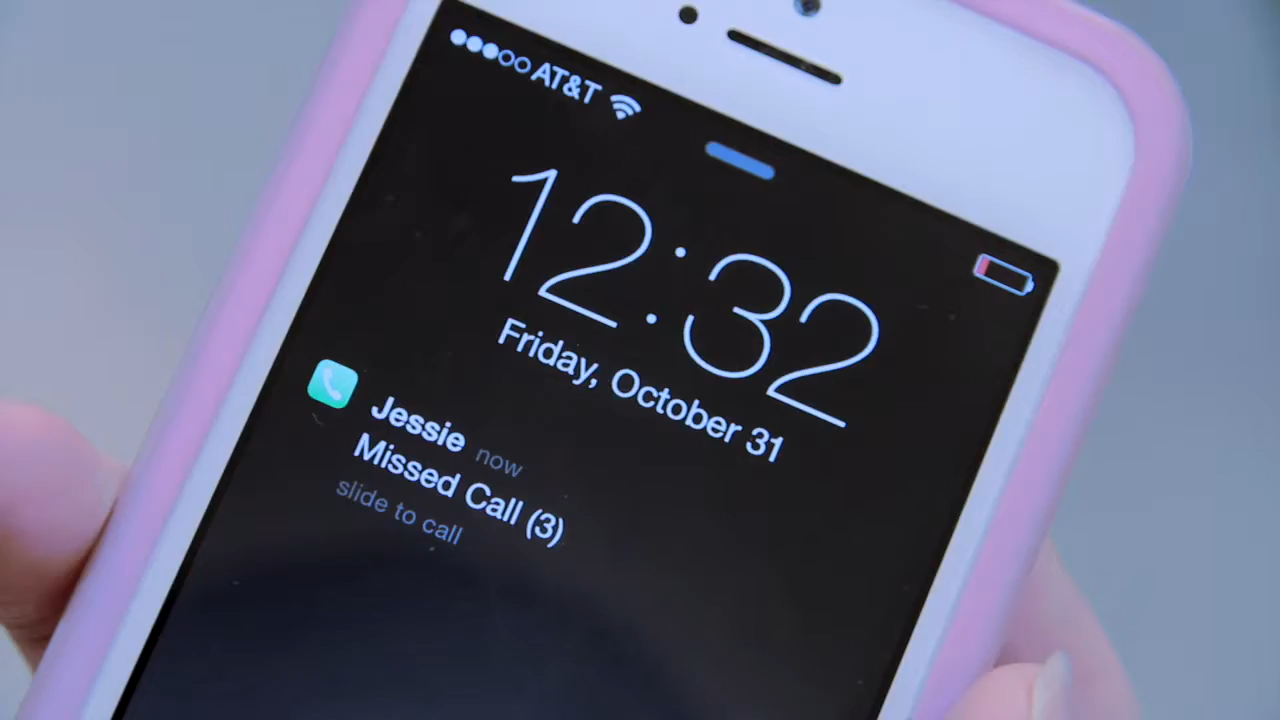 AT&T
12:32
Friday, October 31
Jessie now
Missed Call (3)
slide to call